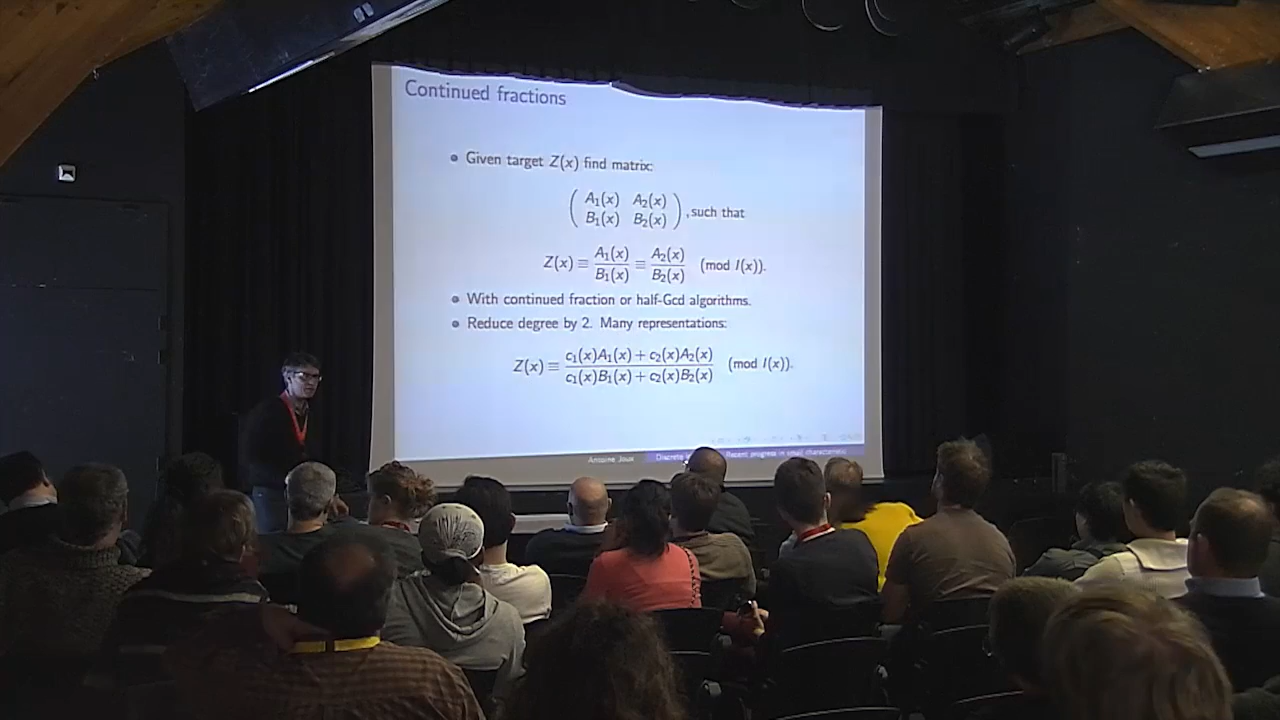 Continued fractions
• Given target Z(x) find matrix:
( A₁(x) A₂(x)
B₁(x) B₂(x) ) , such that
Z(x) ≡ A₁(x)/B₁(x) ≡ A₂(x)/B₂(x) (mod I(x)).
• With continued fraction or half-Gcd algorithms.
• Reduce degree by 2. Many representations:
Z(x) ≡ (c₁(x)A₁(x) + c₂(x)A₂(x))/(c₁(x)B₁(x) + c₂(x)B₂(x)) (mod I(x)).
Antoine Joux Discrete Recent progress in small characteristic